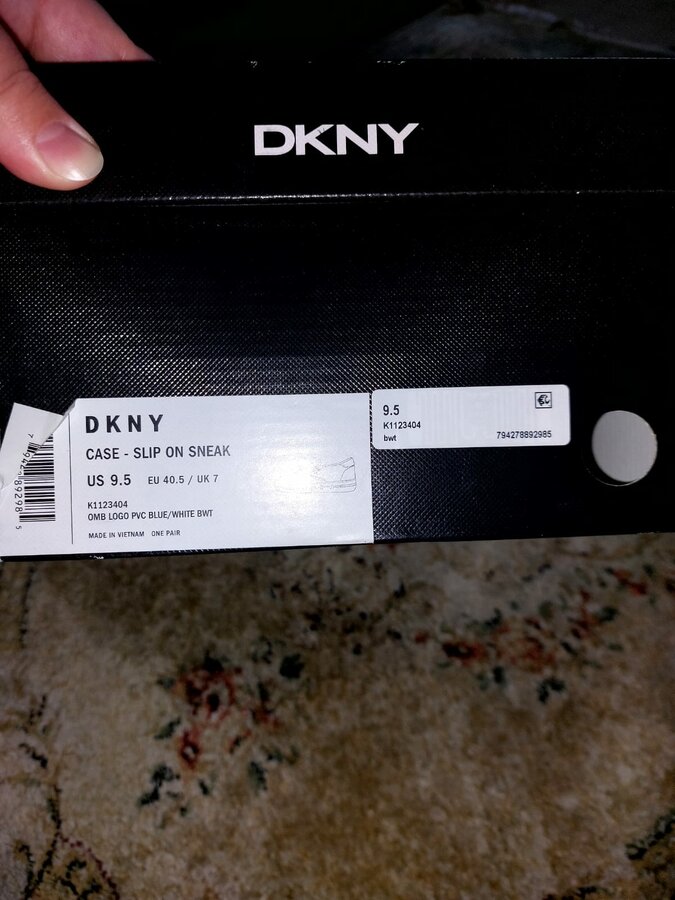 DKNY
DKNY
CASE - SLIP ON SNEAK
US 9.5 EU 40.5 / UK 7
K1123404
OMB LOGO PVC BLUE/WHITE BWT
MADE IN VIETNAM ONE PAIR
9.5
K1123404
bwt
794278892985